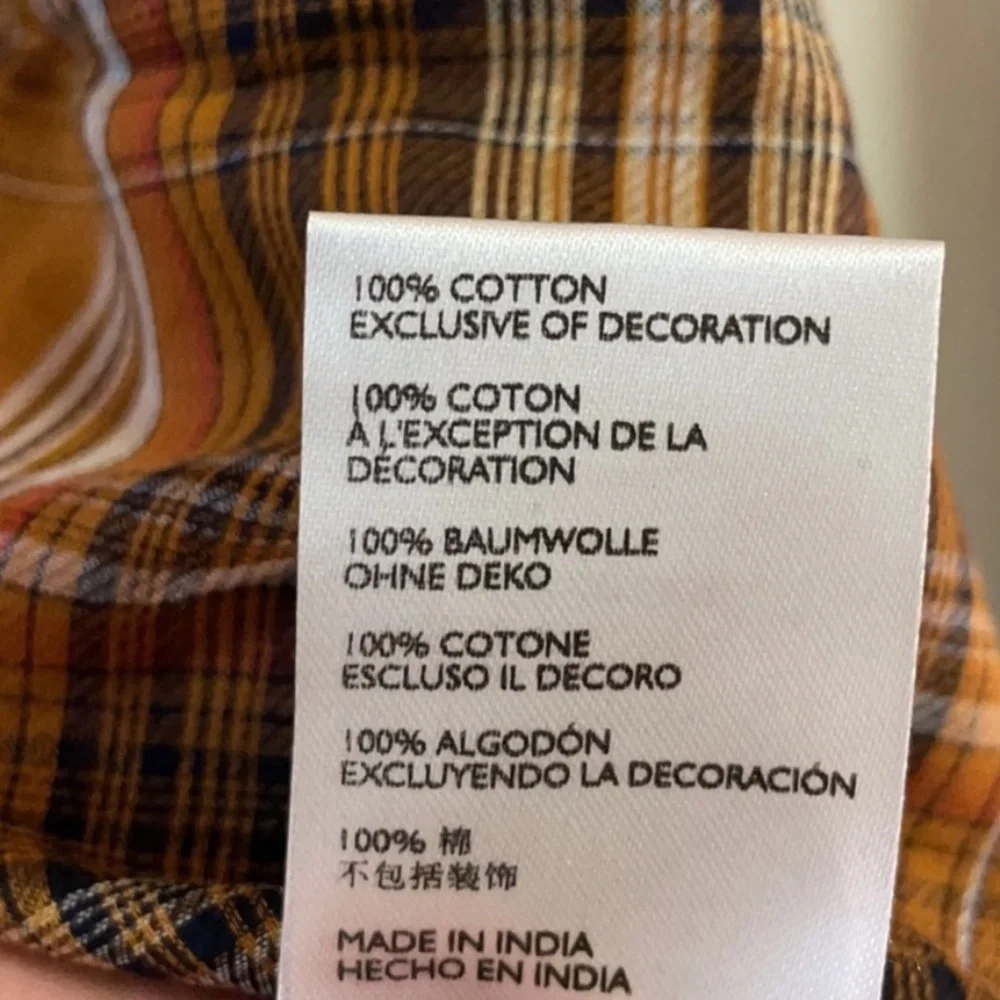 100% COTTON
EXCLUSIVE OF DECORATION
100% COTON
À L'EXCEPTION DE LA
DÉCORATION
100% BAUMWOLLE
OHNE DEKO
100% COTONE
ESCLUSO IL DECORO
100% ALGODÓN
EXCLUYENDO LA DECORACIÓN
100% 棉
不包括装饰
MADE IN INDIA
HECHO EN INDIA